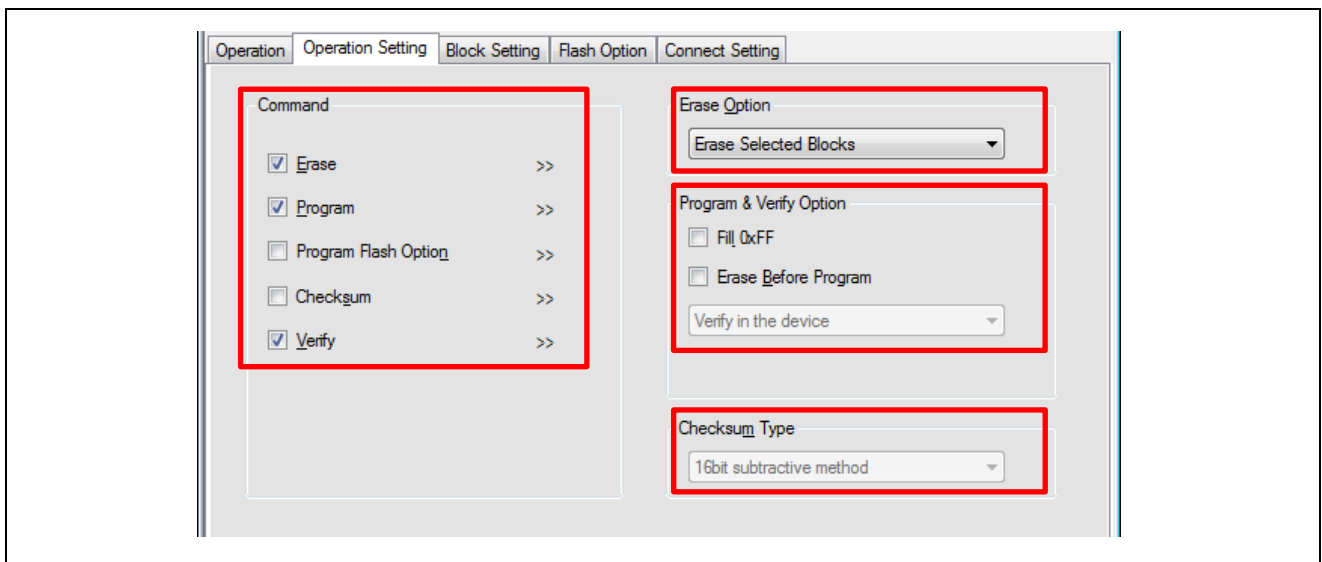 Operation Operation Setting Block Setting Flash Option Connect Setting
Command
Erase >>
Program >>
Program Flash Option >>
Checksum >>
Verify >>
Erase Option
Erase Selected Blocks
Program & Verify Option
Fill 0xFF
Erase Before Program
Verify in the device
Checksum Type
16bit subtractive method